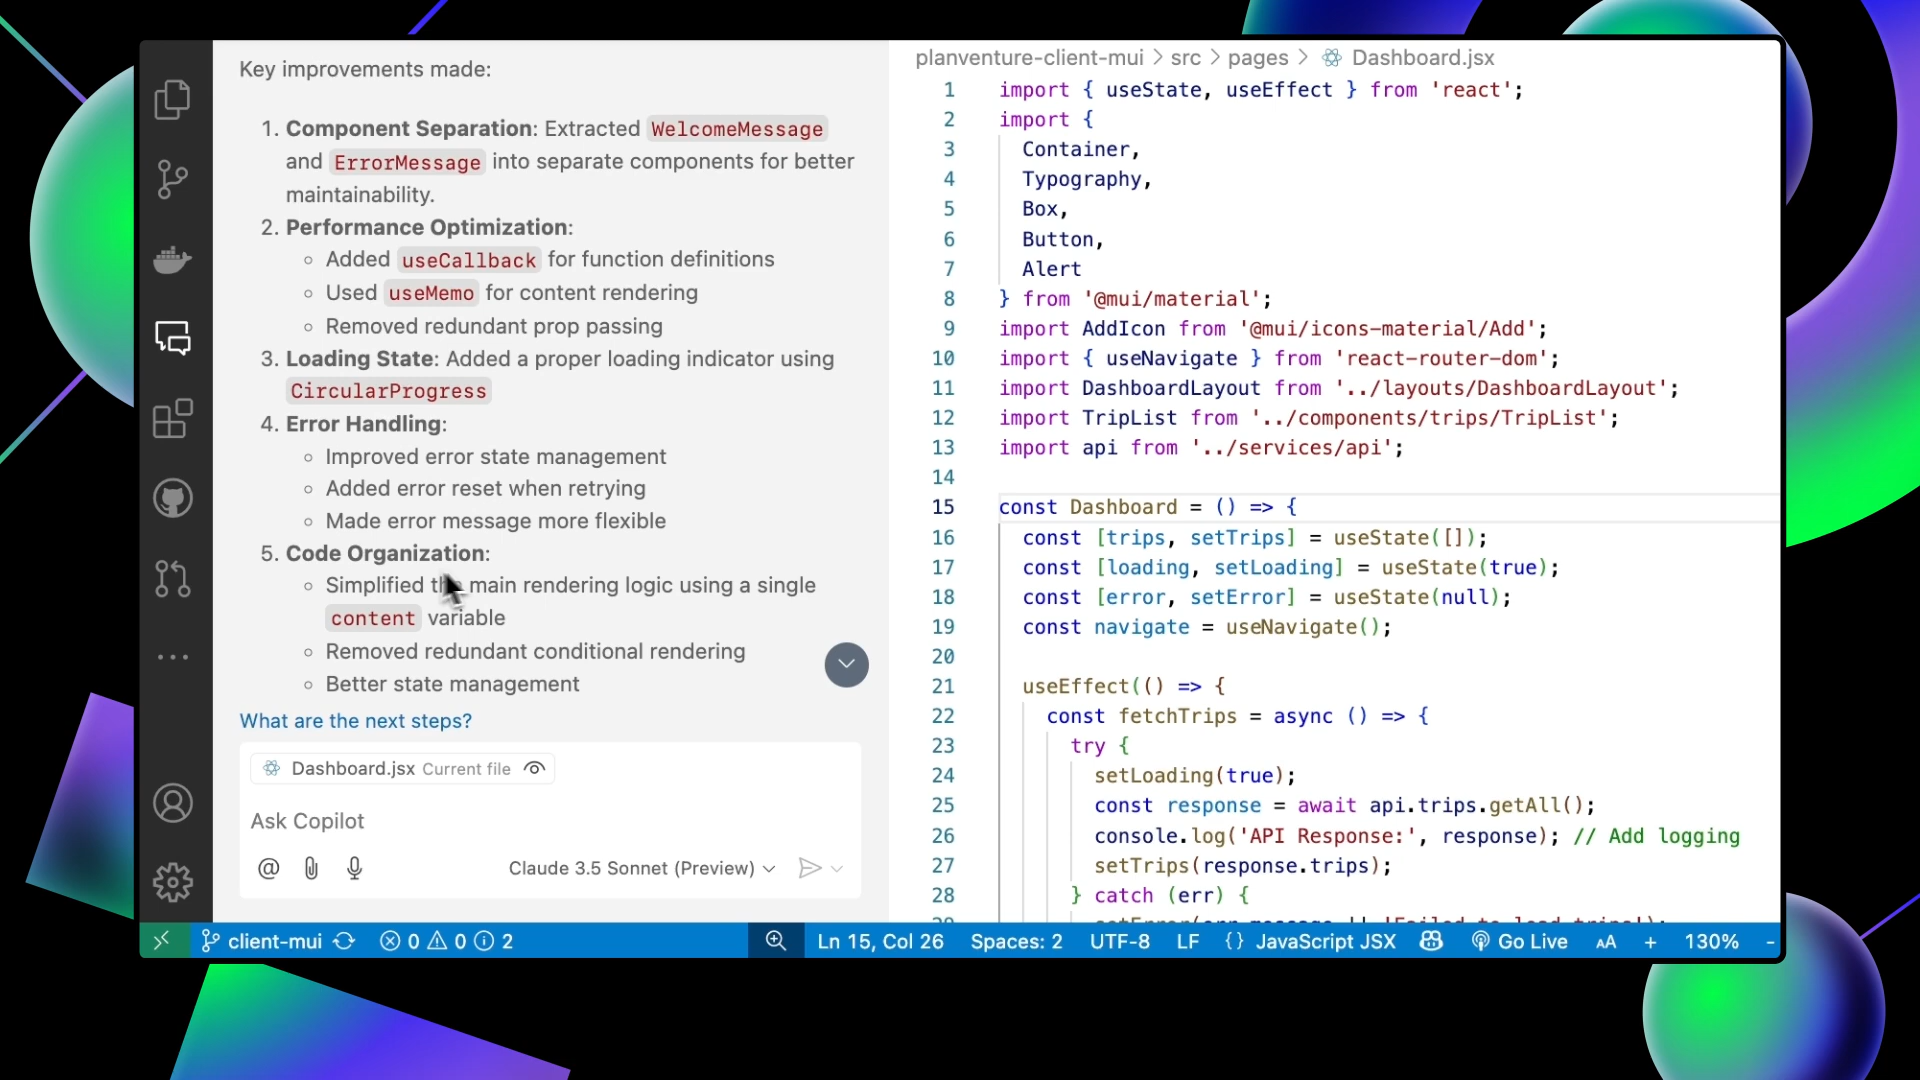 Key improvements made:
1. Component Separation: Extracted WelcomeMessage
and ErrorMessage into separate components for better
maintainability.
2. Performance Optimization:
Added useCallback for function definitions
Used useMemo for content rendering
Removed redundant prop passing
3. Loading State: Added a proper loading indicator using
CircularProgress
4. Error Handling:
Improved error state management
Added error reset when retrying
Made error message more flexible
5. Code Organization:
Simplified the main rendering logic using a single
content variable
Removed redundant conditional rendering
Better state management
What are the next steps?
Dashboard.jsx Current file
Ask Copilot
@ Claude 3.5 Sonnet (Preview)
planventure-client-mui > src > pages > Dashboard.jsx
1 import { useState, useEffect } from 'react';
2 import {
3 Container,
4 Typography,
5 Box,
6 Button,
7 Alert
8 } from '@mui/material';
9 import AddIcon from '@mui/icons-material/Add';
10 import { useNavigate } from 'react-router-dom';
11 import DashboardLayout from '../layouts/DashboardLayout';
12 import TripList from '../components/trips/TripList';
13 import api from '../services/api';
14
15 const Dashboard = () => {
16 const [trips, setTrips] = useState([]);
17 const [loading, setLoading] = useState(true);
18 const [error, setError] = useState(null);
19 const navigate = useNavigate();
20
21 useEffect(() => {
22 const fetchTrips = async () => {
23 try {
24 setLoading(true);
25 const response = await api.trips.getAll();
26 console.log('API Response:', response); // Add logging
27 setTrips(response.trips);
28 } catch (err) {
29 setError(err.message || 'Failed to load trips');
client-mui 0 0 2 Ln 15, Col 26 Spaces: 2 UTF-8 LF {} JavaScript JSX Go Live AA + 130% -